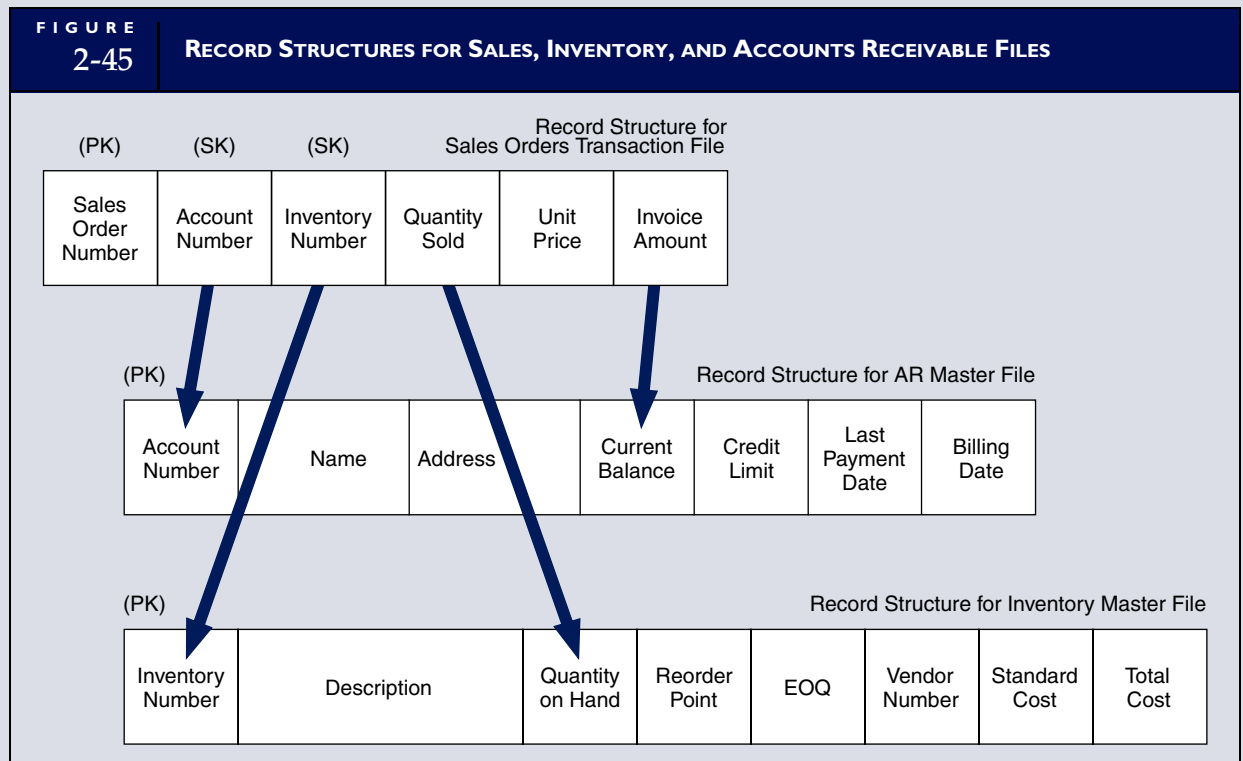 FIGURE
2-45
RECORD STRUCTURES FOR SALES, INVENTORY, AND ACCOUNTS RECEIVABLE FILES
Record Structure for
Sales Orders Transaction File
(PK) (SK) (SK)
Sales
Order
Number
Account
Number
Inventory
Number
Quantity
Sold
Unit
Price
Invoice
Amount
(PK)
Record Structure for AR Master File
Account
Number
Name
Address
Current
Balance
Credit
Limit
Last
Payment
Date
Billing
Date
(PK)
Record Structure for Inventory Master File
Inventory
Number
Description
Quantity
on Hand
Reorder
Point
EOQ
Vendor
Number
Standard
Cost
Total
Cost